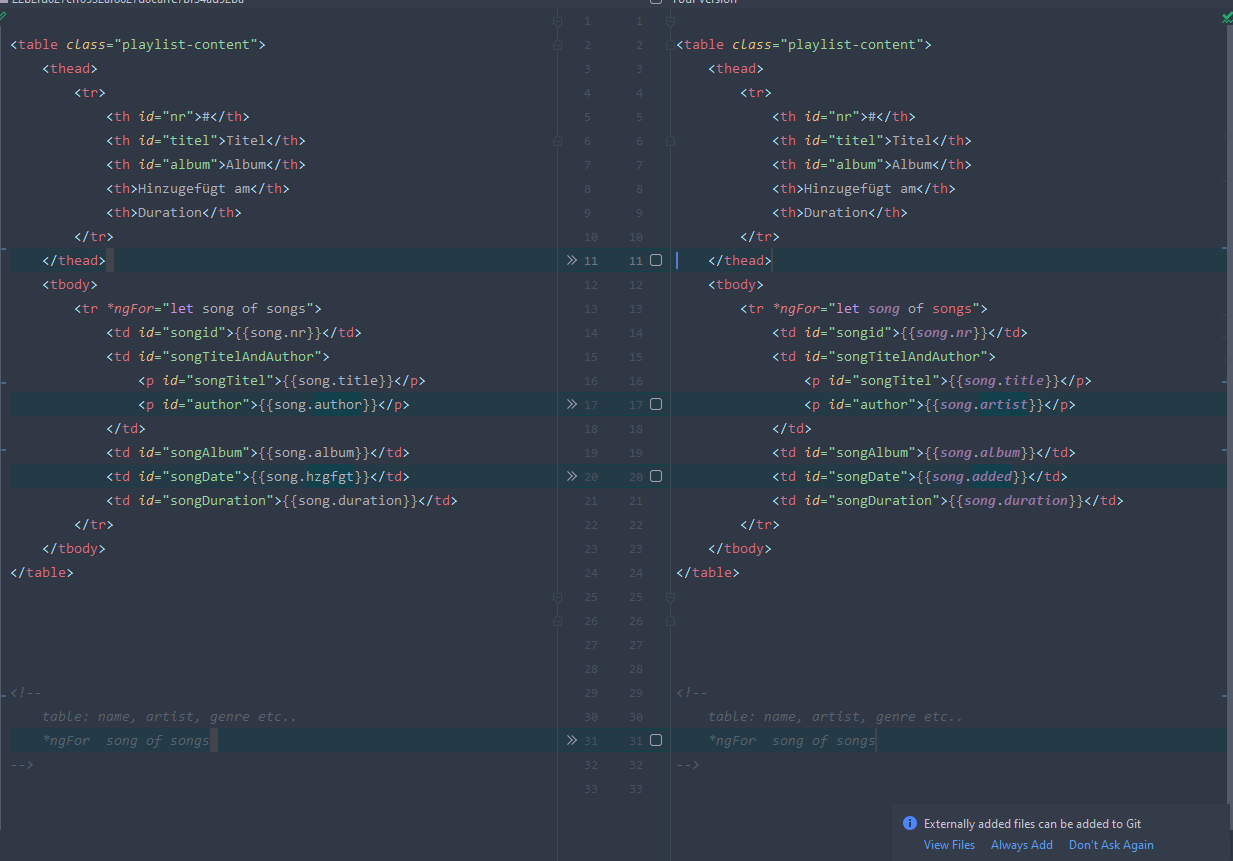 Your version
<table class="playlist-content">
<thead>
<tr>
<th id="nr">#</th>
<th id="titel">Titel</th>
<th id="album">Album</th>
<th>Hinzugefügt am</th>
<th>Duration</th>
</tr>
</thead>
<tbody>
<tr *ngFor="let song of songs">
<td id="songid">{{song.nr}}</td>
<td id="songTitelAndAuthor">
<p id="songTitel">{{song.title}}</p>
<p id="author">{{song.author}}</p>
</td>
<td id="songAlbum">{{song.album}}</td>
<td id="songDate">{{song.hzgfgt}}</td>
<td id="songDuration">{{song.duration}}</td>
</tr>
</tbody>
</table>
<!--
table: name, artist, genre etc..
*ngFor  song of songs
-->
1 1
2 2
3 3
4 4
5 5
6 6
7 7
8 8
9 9
10 10
11 11
12 12
13 13
14 14
15 15
16 16
17 17
18 18
19 19
20 20
21 21
22 22
23 23
24 24
25 25
26 26
27 27
28 28
29 29
30 30
31 31
32 32
33 33
<table class="playlist-content">
<thead>
<tr>
<th id="nr">#</th>
<th id="titel">Titel</th>
<th id="album">Album</th>
<th>Hinzugefügt am</th>
<th>Duration</th>
</tr>
</thead>
<tbody>
<tr *ngFor="let song of songs">
<td id="songid">{{song.nr}}</td>
<td id="songTitelAndAuthor">
<p id="songTitel">{{song.title}}</p>
<p id="author">{{song.artist}}</p>
</td>
<td id="songAlbum">{{song.album}}</td>
<td id="songDate">{{song.added}}</td>
<td id="songDuration">{{song.duration}}</td>
</tr>
</tbody>
</table>
<!--
table: name, artist, genre etc..
*ngFor  song of songs
-->
Externally added files can be added to Git
View Files Always Add Don't Ask Again